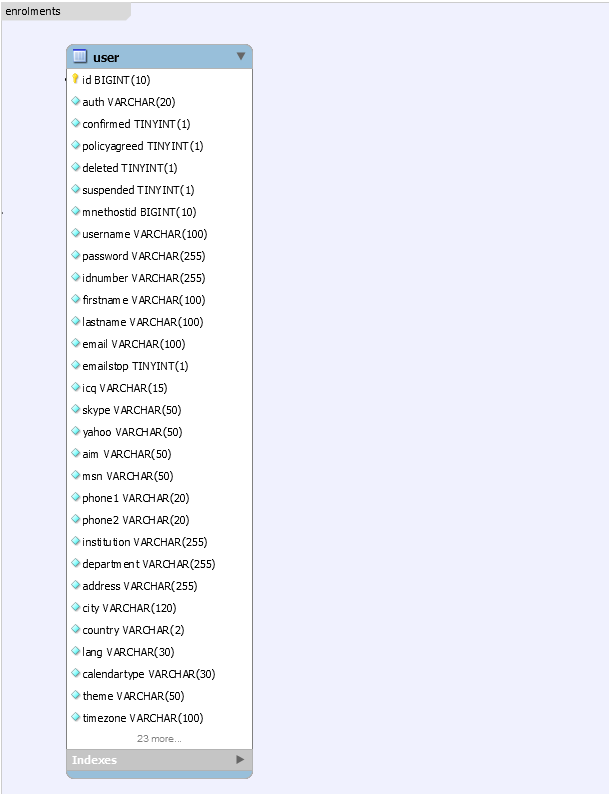 enrolments
user
id BIGINT(10)
auth VARCHAR(20)
confirmed TINYINT(1)
policyagreed TINYINT(1)
deleted TINYINT(1)
suspended TINYINT(1)
mnethostid BIGINT(10)
username VARCHAR(100)
password VARCHAR(255)
idnumber VARCHAR(255)
firstname VARCHAR(100)
lastname VARCHAR(100)
email VARCHAR(100)
emailstop TINYINT(1)
icq VARCHAR(15)
skype VARCHAR(50)
yahoo VARCHAR(50)
aim VARCHAR(50)
msn VARCHAR(50)
phone1 VARCHAR(20)
phone2 VARCHAR(20)
institution VARCHAR(255)
department VARCHAR(255)
address VARCHAR(255)
city VARCHAR(120)
country VARCHAR(2)
lang VARCHAR(30)
calendartype VARCHAR(30)
theme VARCHAR(50)
timezone VARCHAR(100)
23 more...
Indexes